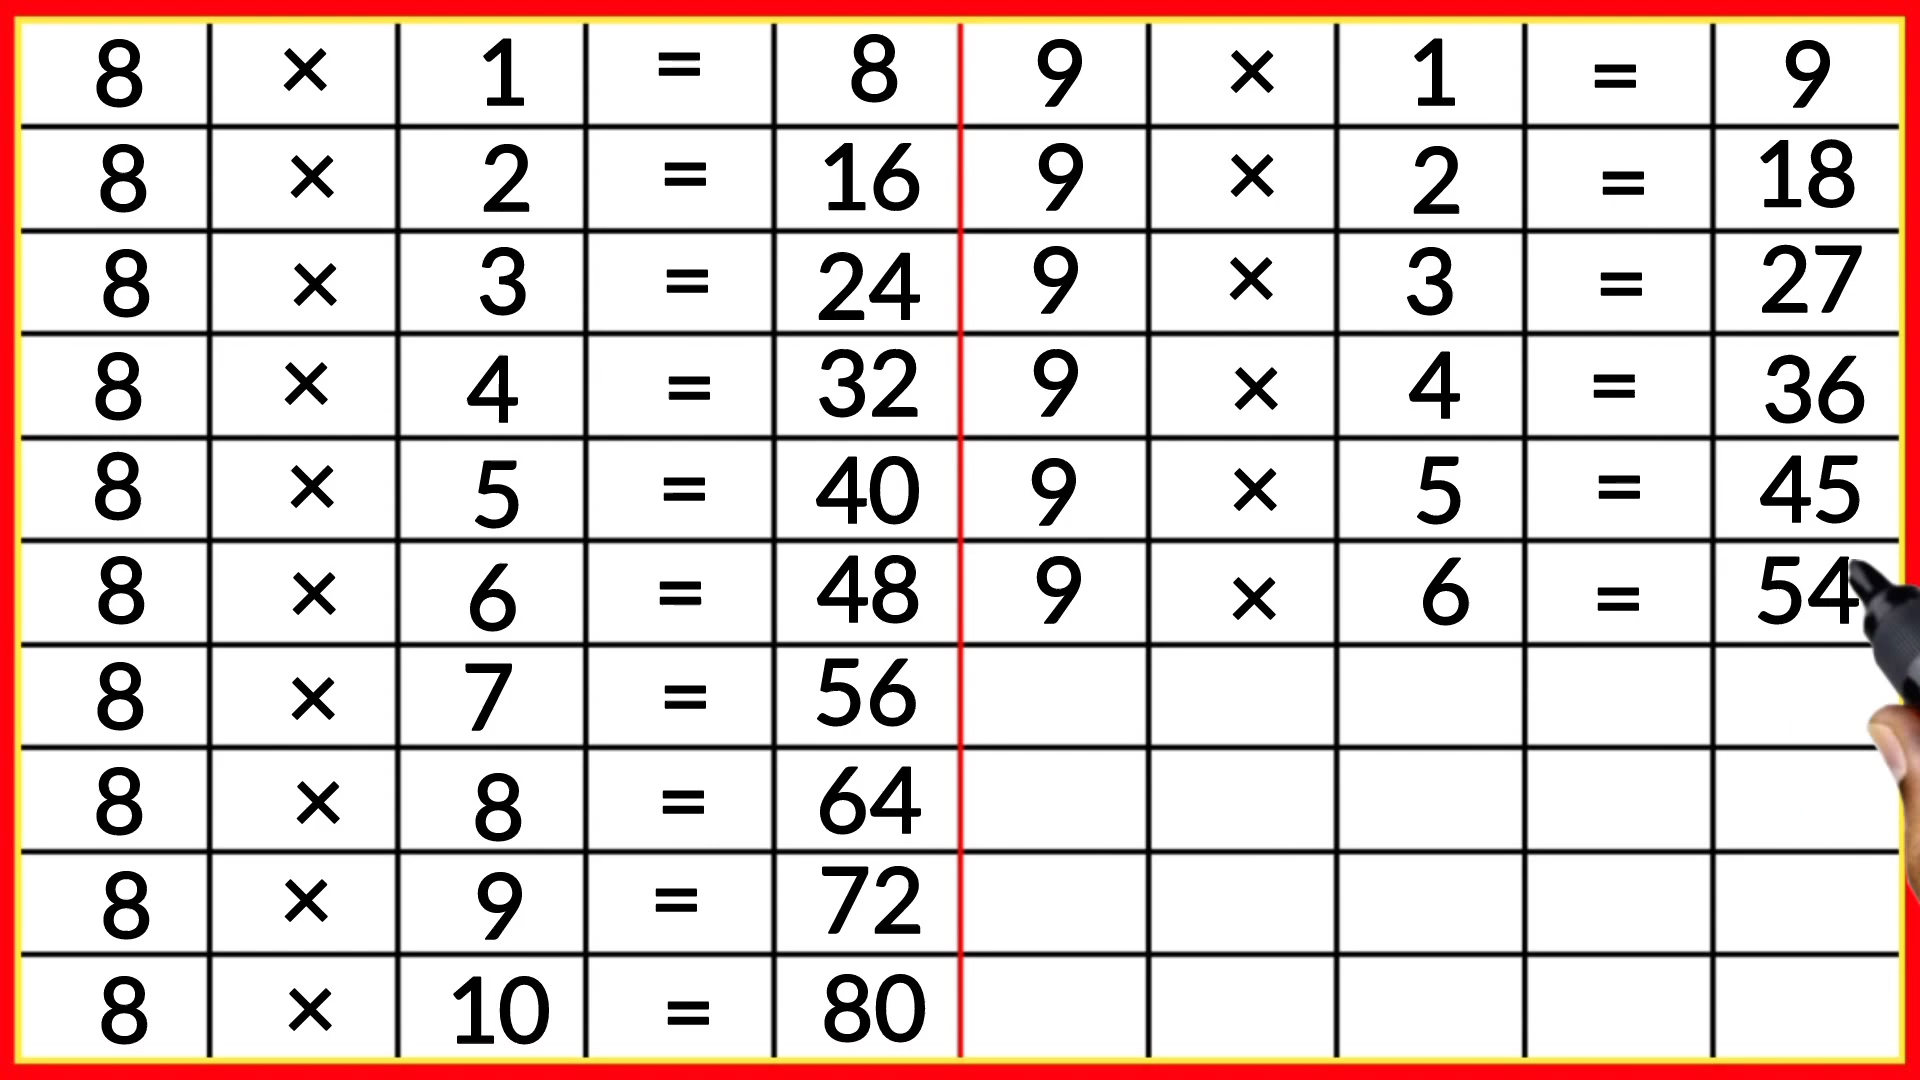 8 × 1 = 8 9 × 1 = 9
8 × 2 = 16 9 × 2 = 18
8 × 3 = 24 9 × 3 = 27
8 × 4 = 32 9 × 4 = 36
8 × 5 = 40 9 × 5 = 45
8 × 6 = 48 9 × 6 = 54
8 × 7 = 56
8 × 8 = 64
8 × 9 = 72
8 × 10 = 80